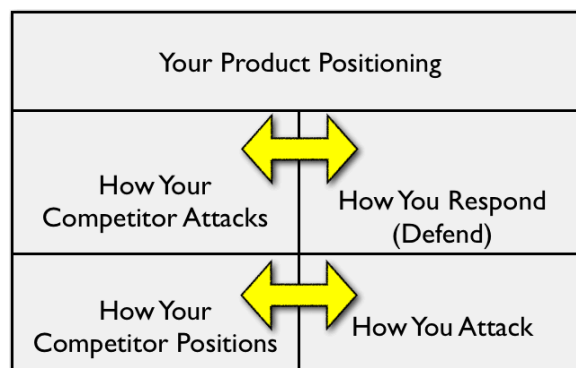 Your Product Positioning
How Your
Competitor Attacks
How You Respond
(Defend)
How Your
Competitor Positions
How You Attack